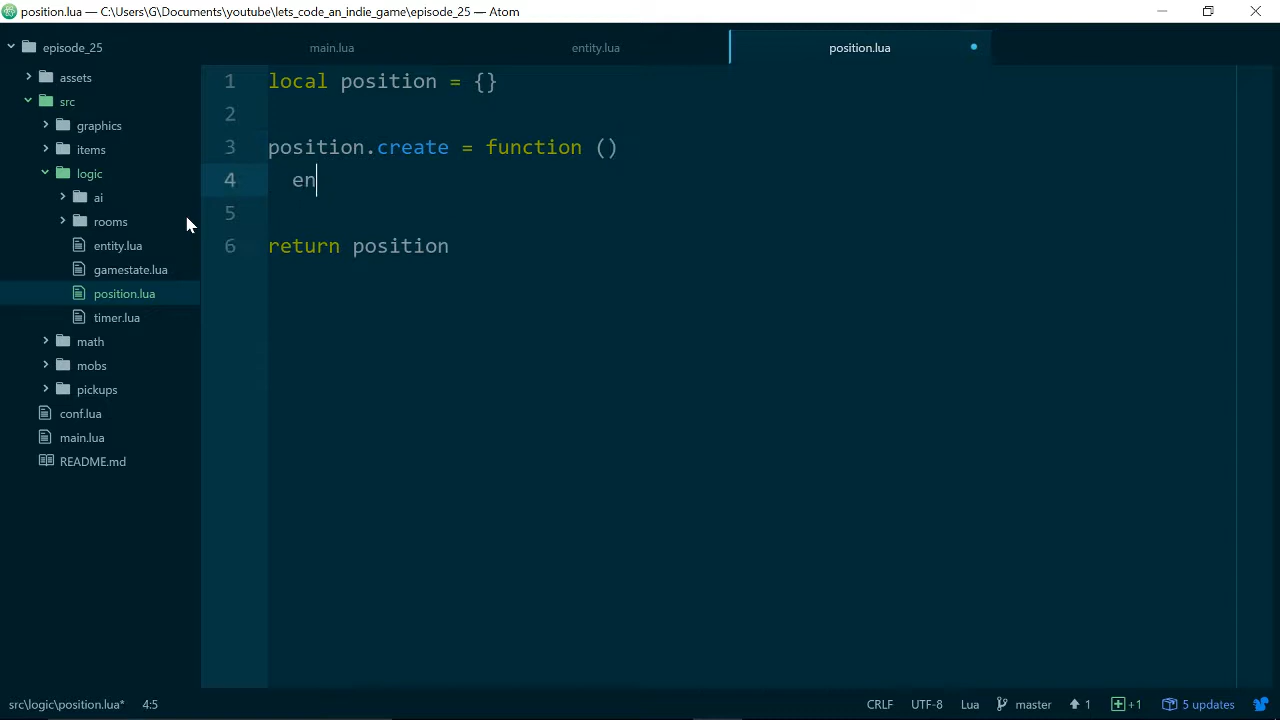 position.lua — C:\Users\G\Documents\youtube\lets_code_an_indie_game\episode_25 — Atom
episode_25
main.lua
entity.lua
position.lua
assets
src
graphics
items
logic
ai
rooms
entity.lua
gamestate.lua
position.lua
timer.lua
math
mobs
pickups
conf.lua
main.lua
README.md
1 local position = {}
2
3 position.create = function ()
4 en
5
6 return position
src\logic\position.lua* 4:5 CRLF UTF-8 Lua master 1 +1 5 updates